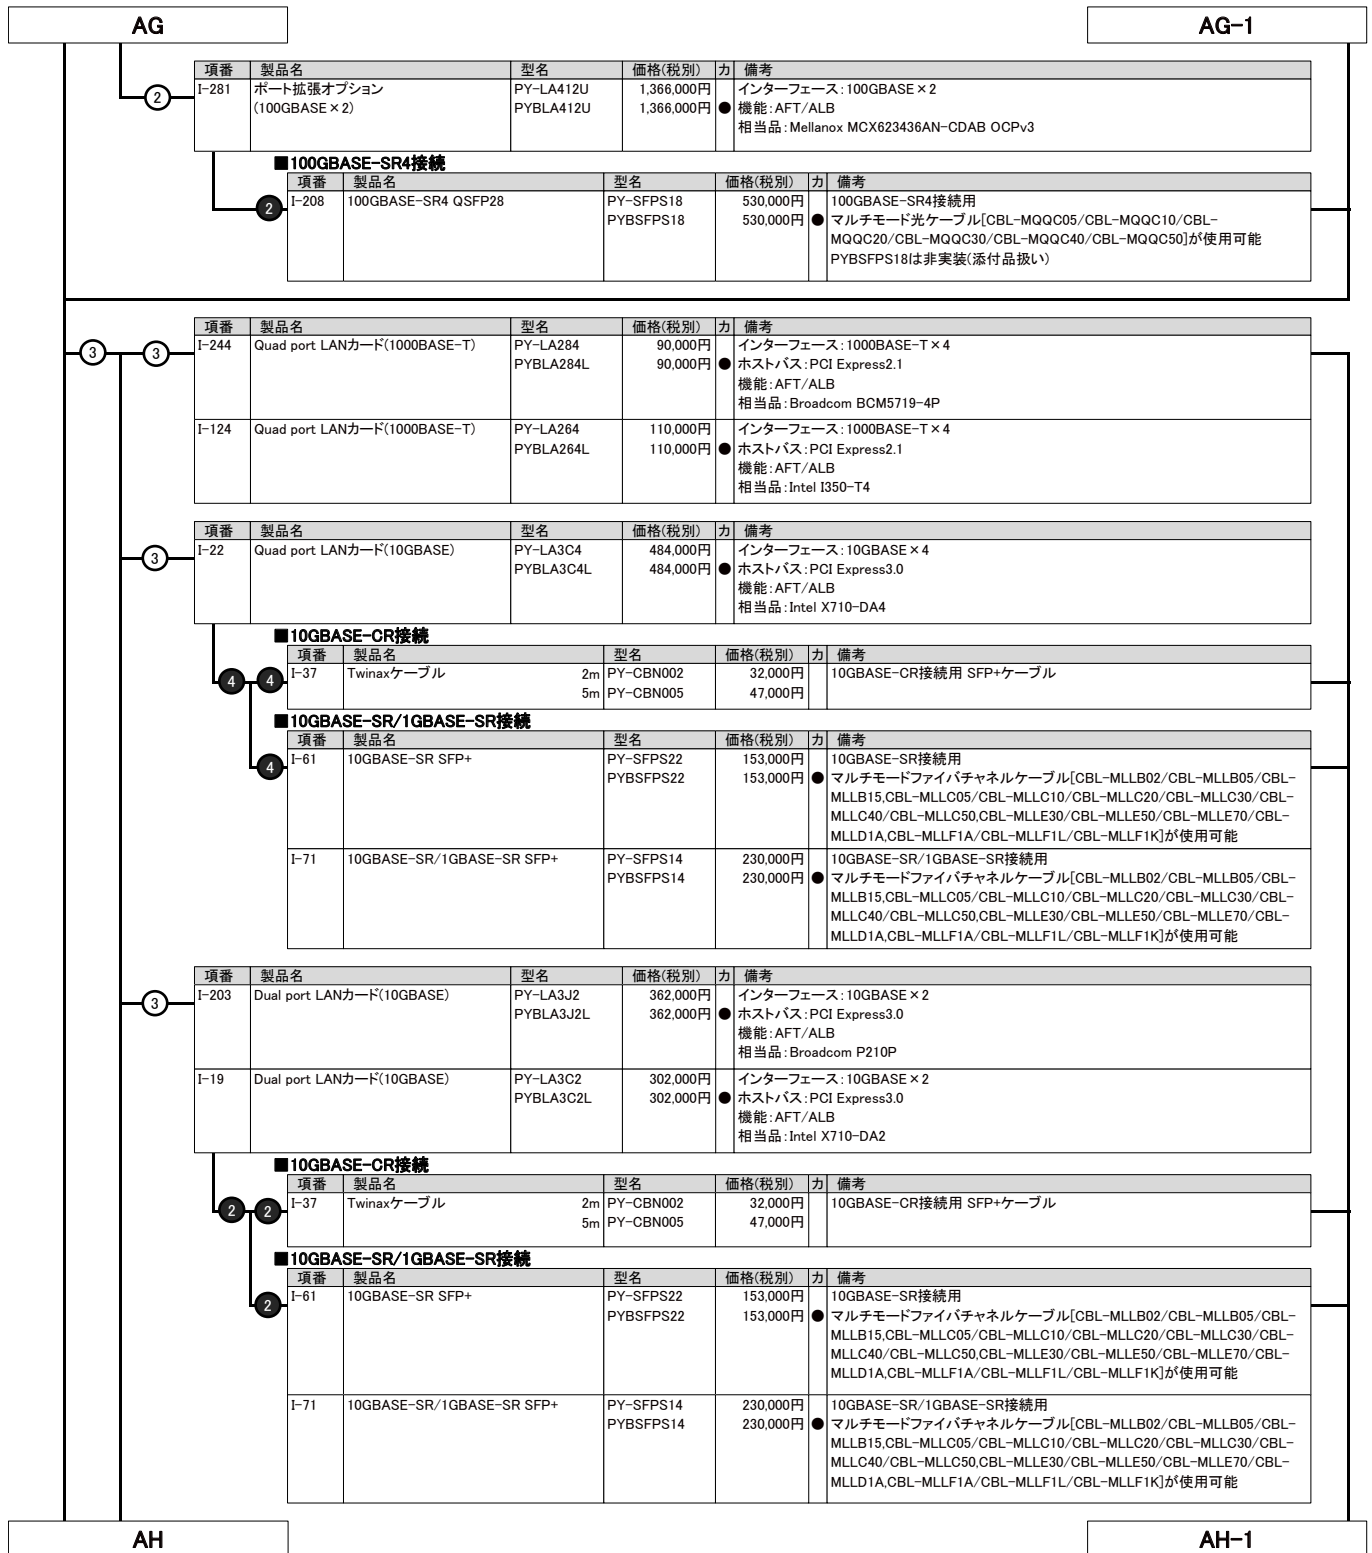 AG
AG-1
項番 製品名 型名 価格(税別) カ 備考
② I-281 ポート拡張オプション PY-LA412U 1,366,000円 インターフェース:100GBASE×2
(100GBASE×2) PYBLA412U 1,366,000円 ● 機能:AFT/ALB
相当品:Mellanox MCX623436AN-CDAB OCPv3
■100GBASE-SR4接続
項番 製品名 型名 価格(税別) カ 備考
2 I-208 100GBASE-SR4 QSFP28 PY-SFPS18 530,000円 100GBASE-SR4接続用
PYBSFPS18 530,000円 ● マルチモード光ケーブル[CBL-MQQC05/CBL-MQQC10/CBL-
MQQC20/CBL-MQQC30/CBL-MQQC40/CBL-MQQC50]が使用可能
PYBSFPS18は非実装(添付品扱い)
項番 製品名 型名 価格(税別) カ 備考
3 3 I-244 Quad port LANカード(1000BASE-T) PY-LA284 90,000円 インターフェース:1000BASE-T×4
PYBLA284L 90,000円 ● ホストバス:PCI Express2.1
機能:AFT/ALB
相当品:Broadcom BCM5719-4P
I-124 Quad port LANカード(1000BASE-T) PY-LA264 110,000円 インターフェース:1000BASE-T×4
PYBLA264L 110,000円 ● ホストバス:PCI Express2.1
機能:AFT/ALB
相当品:Intel I350-T4
項番 製品名 型名 価格(税別) カ 備考
3 I-22 Quad port LANカード(10GBASE) PY-LA3C4 484,000円 インターフェース:10GBASE×4
PYBLA3C4L 484,000円 ● ホストバス:PCI Express3.0
機能:AFT/ALB
相当品:Intel X710-DA4
■10GBASE-CR接続
項番 製品名 型名 価格(税別) カ 備考
4 4 I-37 Twinaxケーブル 2m PY-CBN002 32,000円 10GBASE-CR接続用 SFP+ケーブル
5m PY-CBN005 47,000円
■10GBASE-SR/1GBASE-SR接続
項番 製品名 型名 価格(税別) カ 備考
4 I-61 10GBASE-SR SFP+ PY-SFPS22 153,000円 10GBASE-SR接続用
PYBSFPS22 153,000円 ● マルチモードファイバチャネルケーブル[CBL-MLLB02/CBL-MLLB05/CBL-
MLLB15,CBL-MLLC05/CBL-MLLC10/CBL-MLLC20/CBL-MLLC30/CBL-
MLLC40/CBL-MLLC50,CBL-MLLE30/CBL-MLLE50/CBL-MLLE70/CBL-
MLLD1A,CBL-MLLF1A/CBL-MLLF1L/CBL-MLLF1K]が使用可能
I-71 10GBASE-SR/1GBASE-SR SFP+ PY-SFPS14 230,000円 10GBASE-SR/1GBASE-SR接続用
PYBSFPS14 230,000円 ● マルチモードファイバチャネルケーブル[CBL-MLLB02/CBL-MLLB05/CBL-
MLLB15,CBL-MLLC05/CBL-MLLC10/CBL-MLLC20/CBL-MLLC30/CBL-
MLLC40/CBL-MLLC50,CBL-MLLE30/CBL-MLLE50/CBL-MLLE70/CBL-
MLLD1A,CBL-MLLF1A/CBL-MLLF1L/CBL-MLLF1K]が使用可能
項番 製品名 型名 価格(税別) カ 備考
3 I-203 Dual port LANカード(10GBASE) PY-LA3J2 362,000円 インターフェース:10GBASE×2
PYBLA3J2L 362,000円 ● ホストバス:PCI Express3.0
機能:AFT/ALB
相当品:Broadcom P210P
I-19 Dual port LANカード(10GBASE) PY-LA3C2 302,000円 インターフェース:10GBASE×2
PYBLA3C2L 302,000円 ● ホストバス:PCI Express3.0
機能:AFT/ALB
相当品:Intel X710-DA2
■10GBASE-CR接続
項番 製品名 型名 価格(税別) カ 備考
2 2 I-37 Twinaxケーブル 2m PY-CBN002 32,000円 10GBASE-CR接続用 SFP+ケーブル
5m PY-CBN005 47,000円
■10GBASE-SR/1GBASE-SR接続
項番 製品名 型名 価格(税別) カ 備考
2 I-61 10GBASE-SR SFP+ PY-SFPS22 153,000円 10GBASE-SR接続用
PYBSFPS22 153,000円 ● マルチモードファイバチャネルケーブル[CBL-MLLB02/CBL-MLLB05/CBL-
MLLB15,CBL-MLLC05/CBL-MLLC10/CBL-MLLC20/CBL-MLLC30/CBL-
MLLC40/CBL-MLLC50,CBL-MLLE30/CBL-MLLE50/CBL-MLLE70/CBL-
MLLD1A,CBL-MLLF1A/CBL-MLLF1L/CBL-MLLF1K]が使用可能
I-71 10GBASE-SR/1GBASE-SR SFP+ PY-SFPS14 230,000円 10GBASE-SR/1GBASE-SR接続用
PYBSFPS14 230,000円 ● マルチモードファイバチャネルケーブル[CBL-MLLB02/CBL-MLLB05/CBL-
MLLB15,CBL-MLLC05/CBL-MLLC10/CBL-MLLC20/CBL-MLLC30/CBL-
MLLC40/CBL-MLLC50,CBL-MLLE30/CBL-MLLE50/CBL-MLLE70/CBL-
MLLD1A,CBL-MLLF1A/CBL-MLLF1L/CBL-MLLF1K]が使用可能
AH
AH-1